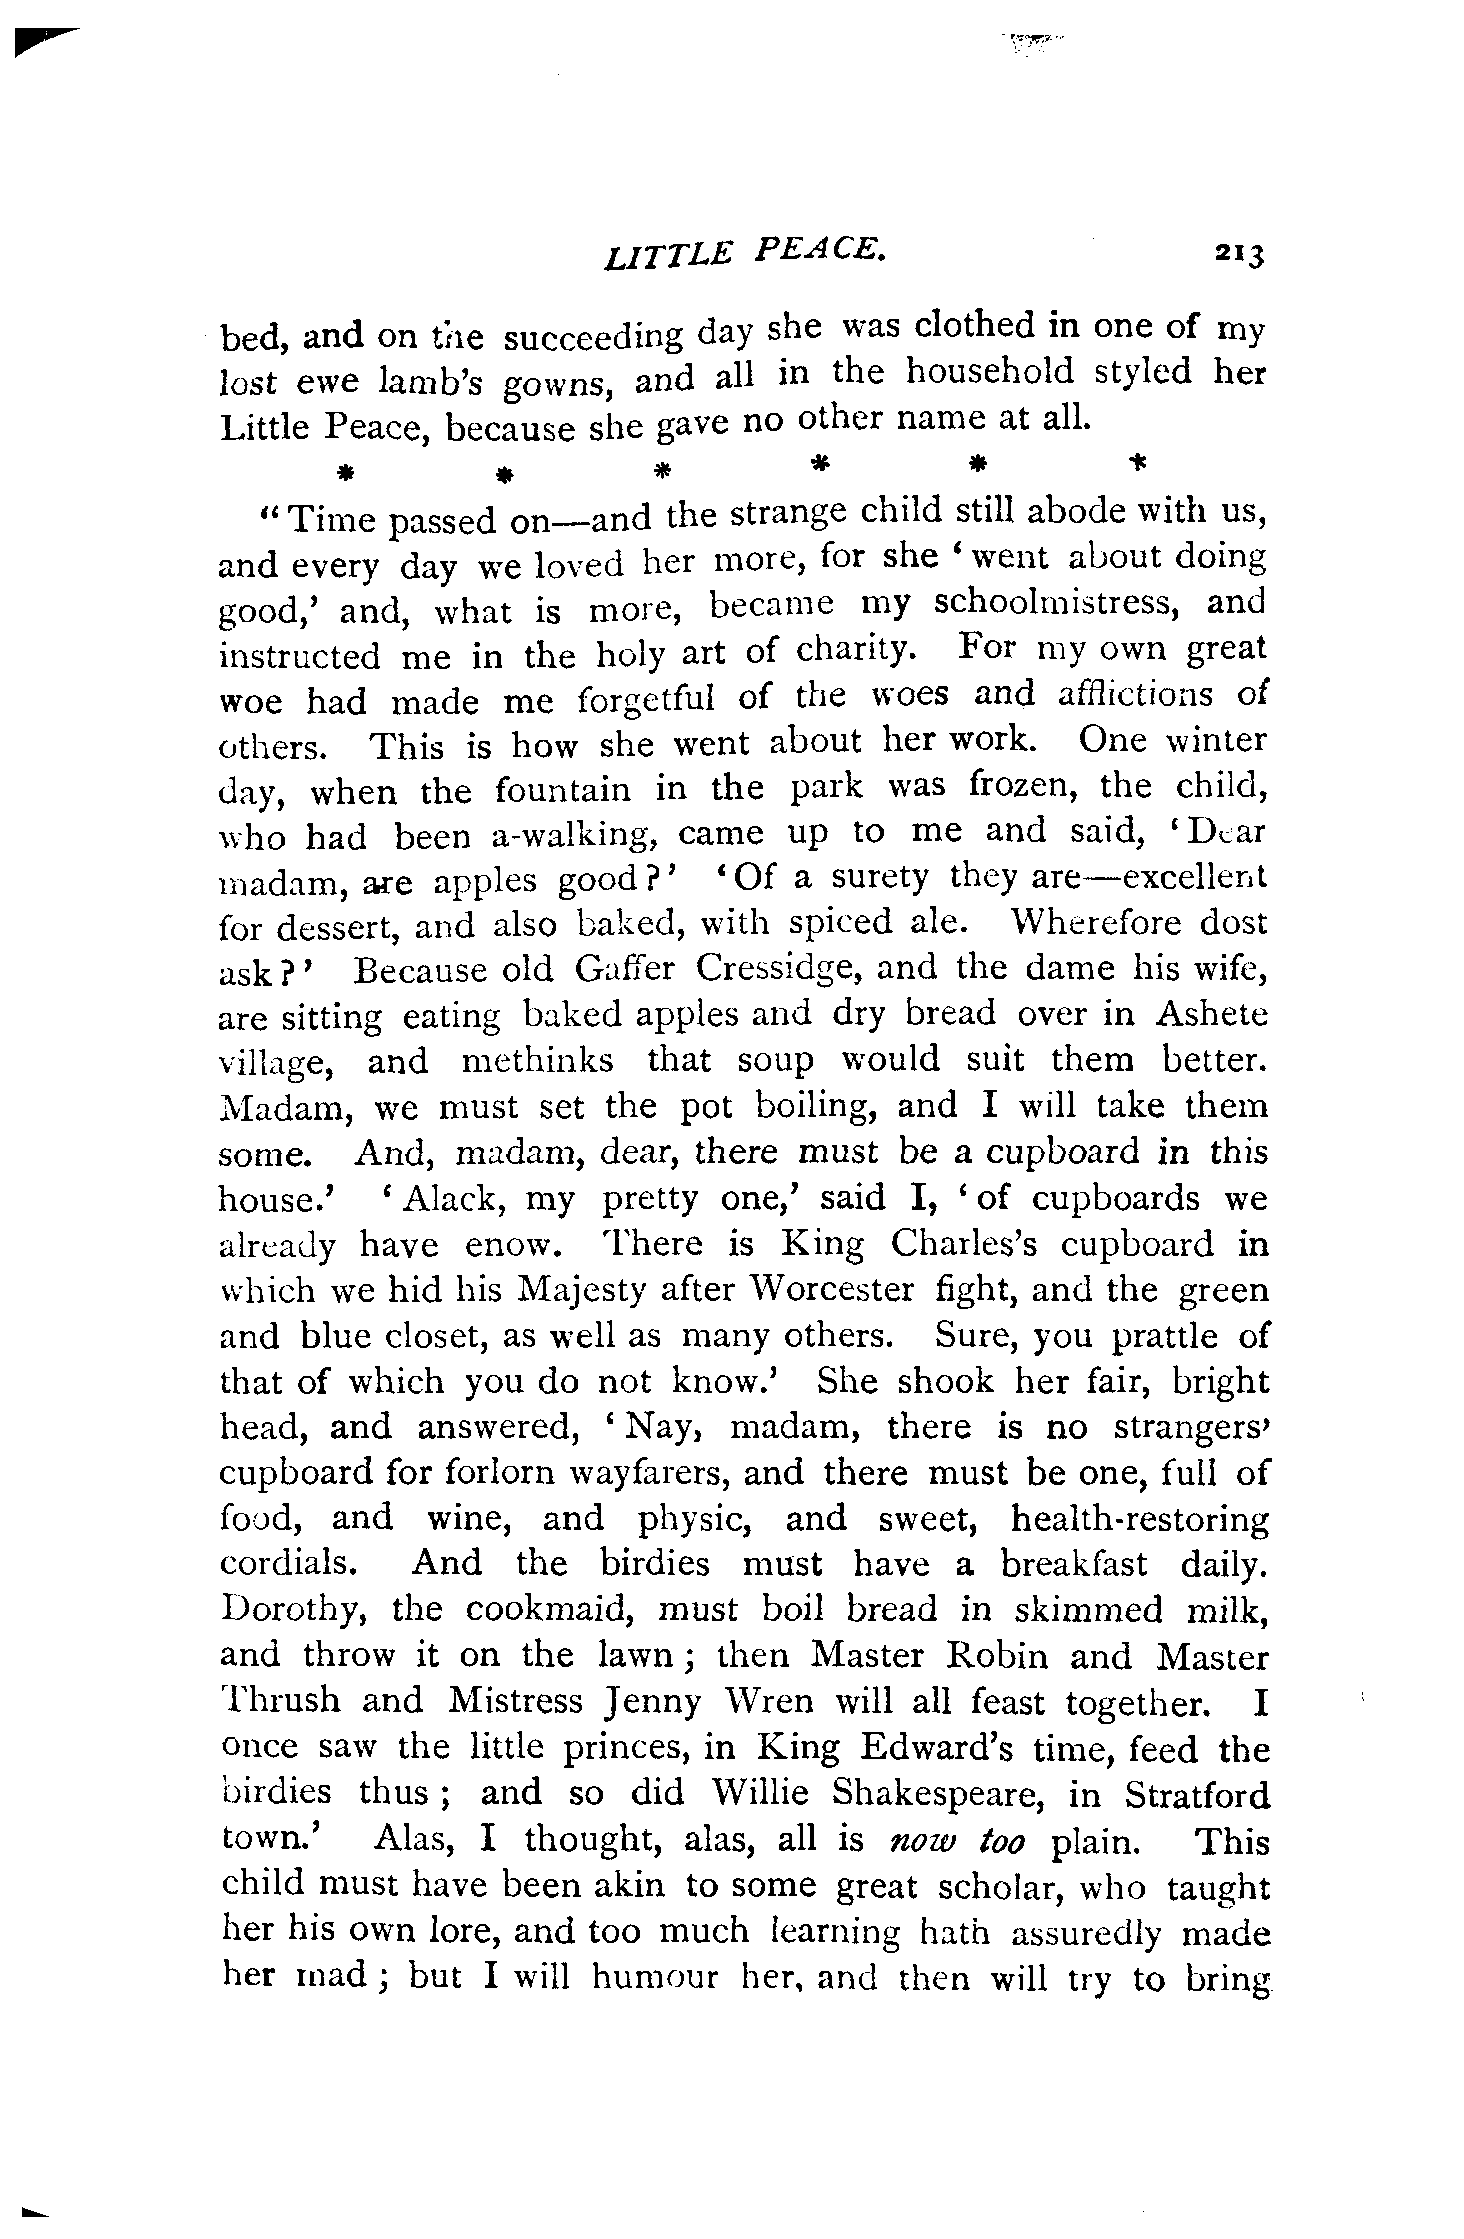 LITTLE PEACE. 213
bed, and on the succeeding day she was clothed in one of my
lost ewe lamb's gowns, and all in the household styled her
Little Peace, because she gave no other name at all.
* * * * * *
“Time passed on—and the strange child still abode with us,
and every day we loved her more, for she ‘went about doing
good,’ and, what is more, became my schoolmistress, and
instructed me in the holy art of charity. For my own great
woe had made me forgetful of the woes and afflictions of
others. This is how she went about her work. One winter
day, when the fountain in the park was frozen, the child,
who had been a-walking, came up to me and said, ‘Dear
madam, are apples good?’ ‘Of a surety they are—excellent
for dessert, and also baked, with spiced ale. Wherefore dost
ask?’ Because old Gaffer Cressidge, and the dame his wife,
are sitting eating baked apples and dry bread over in Ashete
village, and methinks that soup would suit them better.
Madam, we must set the pot boiling, and I will take them
some. And, madam, dear, there must be a cupboard in this
house.’ ‘Alack, my pretty one,’ said I, ‘of cupboards we
already have enow. There is King Charles's cupboard in
which we hid his Majesty after Worcester fight, and the green
and blue closet, as well as many others. Sure, you prattle of
that of which you do not know.’ She shook her fair, bright
head, and answered, ‘Nay, madam, there is no strangers’
cupboard for forlorn wayfarers, and there must be one, full of
food, and wine, and physic, and sweet, health-restoring
cordials. And the birdies must have a breakfast daily.
Dorothy, the cookmaid, must boil bread in skimmed milk,
and throw it on the lawn; then Master Robin and Master
Thrush and Mistress Jenny Wren will all feast together. I
once saw the little princes, in King Edward's time, feed the
birdies thus; and so did Willie Shakespeare, in Stratford
town.’ Alas, I thought, alas, all is now too plain. This
child must have been akin to some great scholar, who taught
her his own lore, and too much learning hath assuredly made
her mad; but I will humour her, and then will try to bring